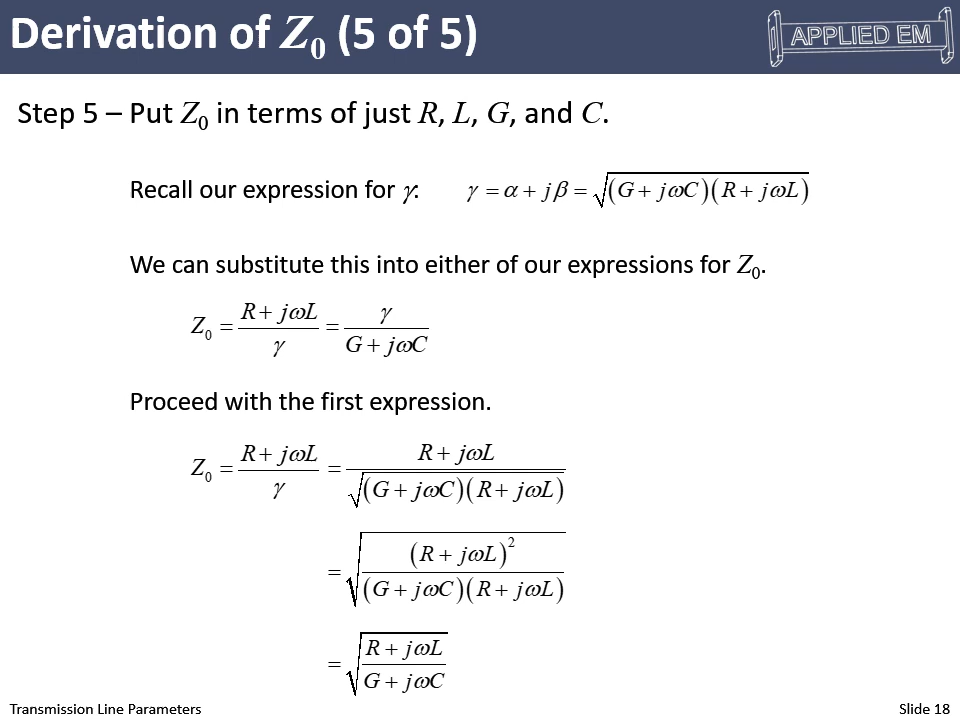 Derivation of Z₀ (5 of 5)
APPLIED EM
Step 5 – Put Z₀ in terms of just R, L, G, and C.
Recall our expression for γ: γ = α + jβ = √((G + jωC)(R + jωL))
We can substitute this into either of our expressions for Z₀.
Z₀ = (R + jωL)/γ = γ/(G + jωC)
Proceed with the first expression.
Z₀ = (R + jωL)/γ = (R + jωL)/√((G + jωC)(R + jωL))
= √((R + jωL)²/((G + jωC)(R + jωL)))
= √((R + jωL)/(G + jωC))
Transmission Line Parameters
Slide 18